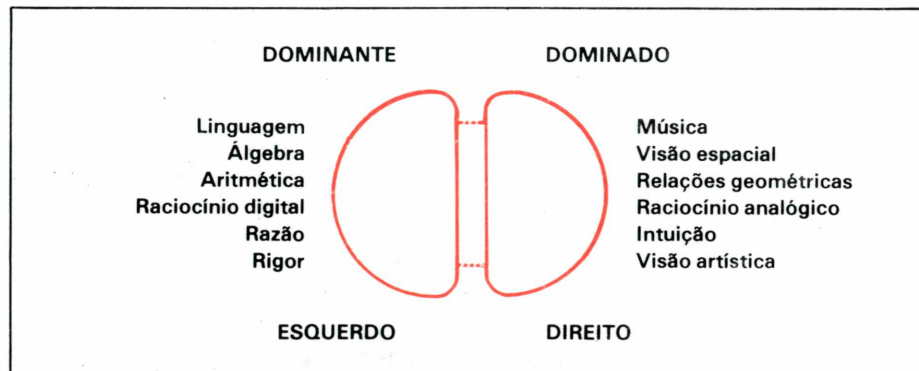 DOMINANTE
DOMINADO
Linguagem
Álgebra
Aritmética
Raciocínio digital
Razão
Rigor
Música
Visão espacial
Relações geométricas
Raciocínio analógico
Intuição
Visão artística
ESQUERDO
DIREITO